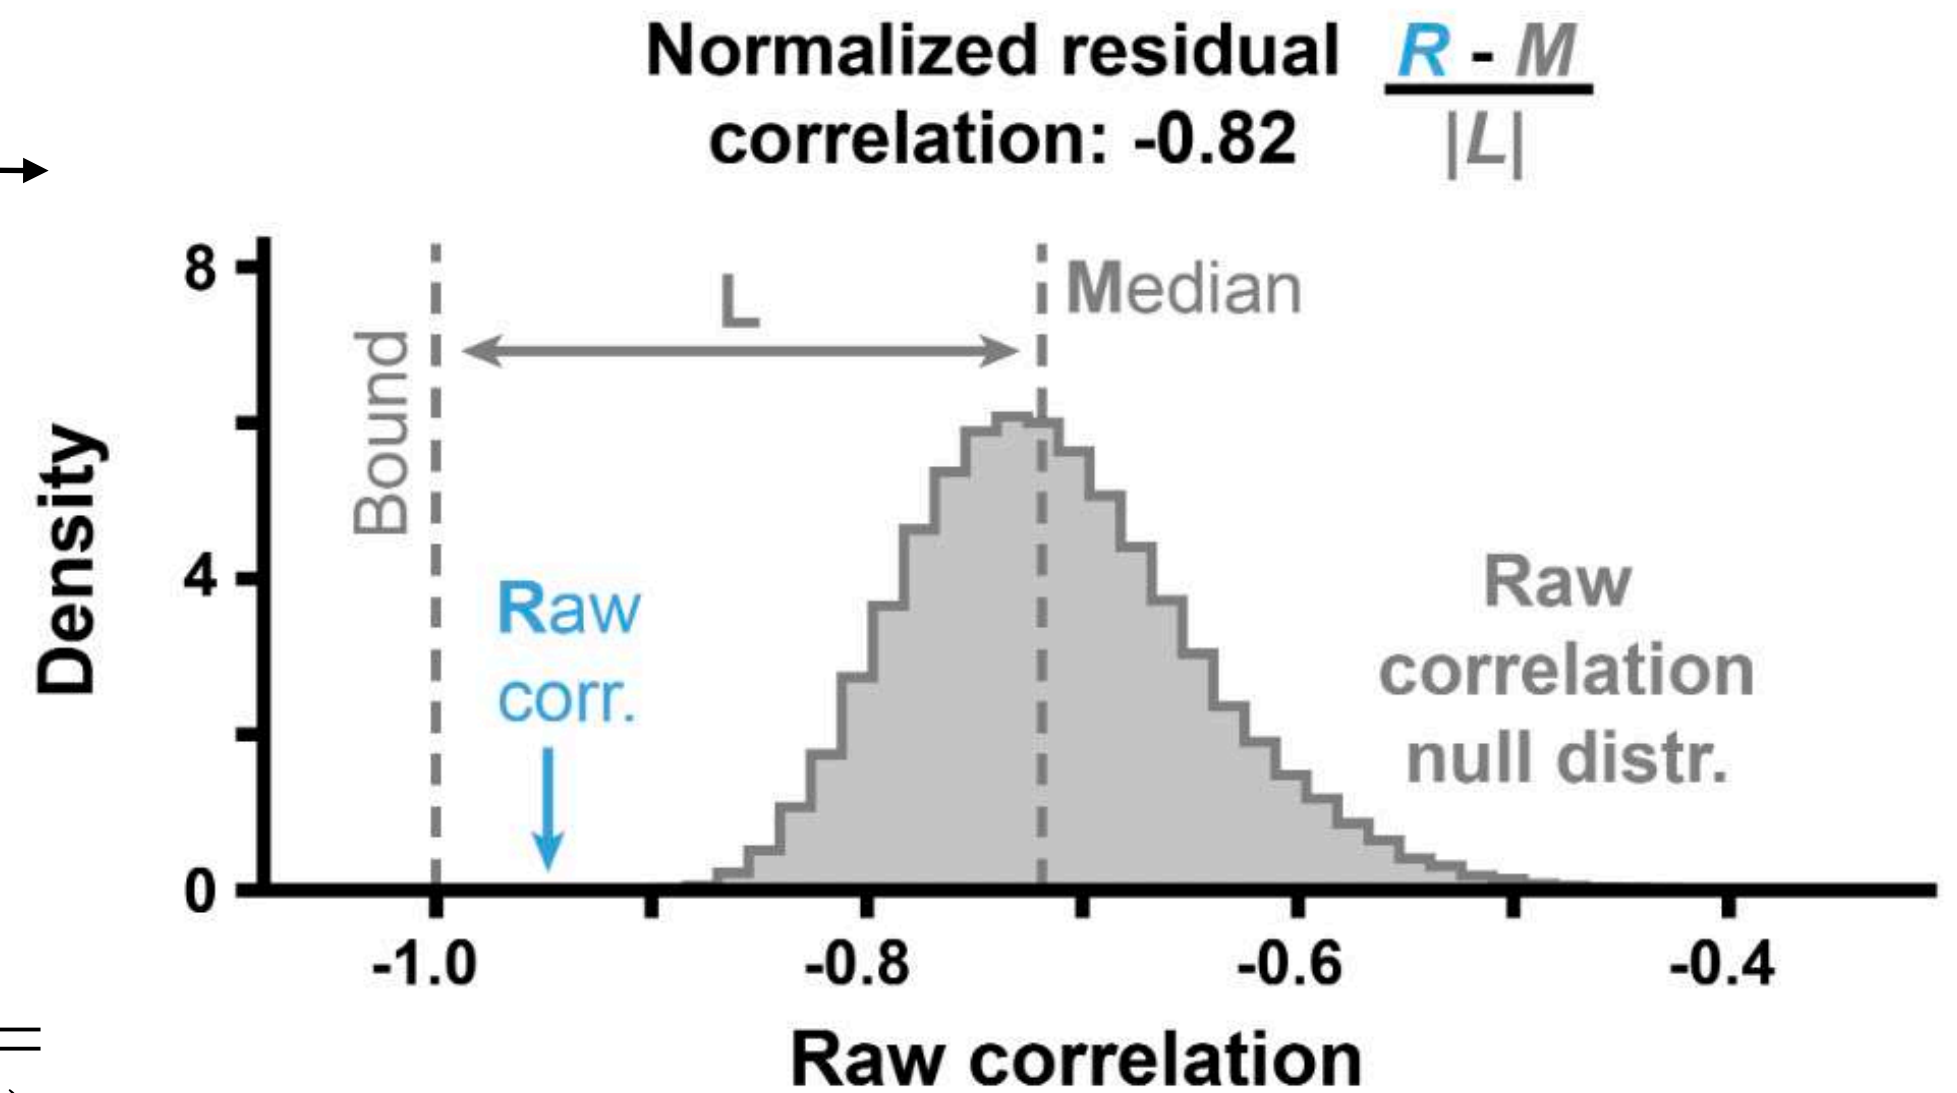 Normalized residual
correlation: -0.82
R - M
|L|
8
4
0
Density
Bound
L
Median
Raw
corr.
Raw
correlation
null distr.
-1.0
-0.8
-0.6
-0.4
Raw correlation